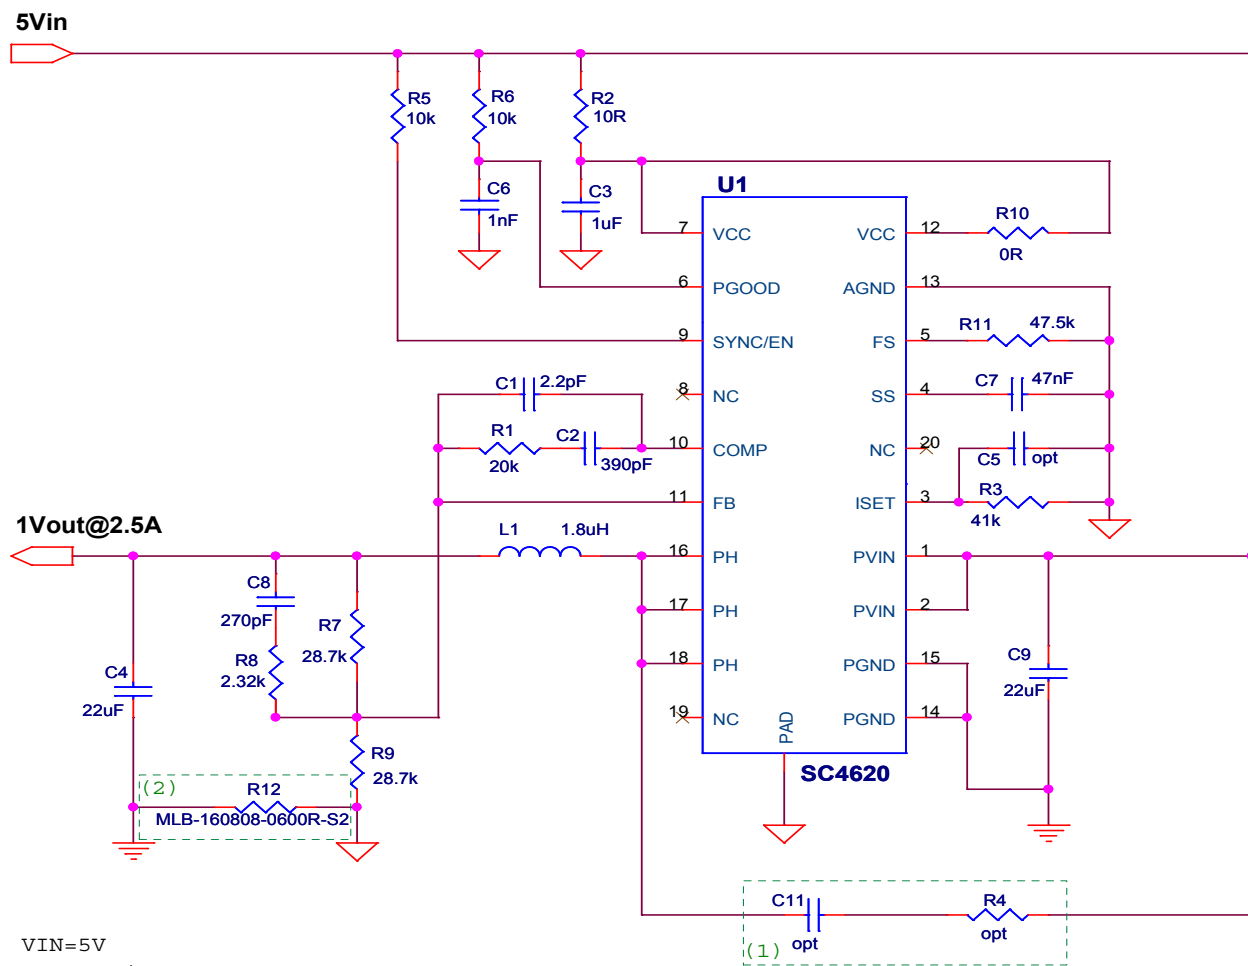 5Vin
R5
10k
R6
10k
R2
10R
C6
1nF
C3
1uF
U1
R10
0R
7 VCC
VCC 12
6 PGOOD
AGND 13
9 SYNC/EN
FS 5
R11 47.5k
8 NC
SS 4
C7 47nF
C1 2.2pF
R1
20k
C2
390pF
10 COMP
NC 20
C5
opt
11 FB
ISET 3
R3
41k
1Vout@2.5A
L1 1.8uH
16 PH
PVIN 1
17 PH
PVIN 2
18 PH
PGND 15
19 NC
PGND 14
PAD
SC4620
C8
270pF
R7
28.7k
R8
2.32k
C4
22uF
C9
22uF
R9
28.7k
(2)
R12
MLB-160808-0600R-S2
C11
opt
R4
opt
(1)
VIN=5V